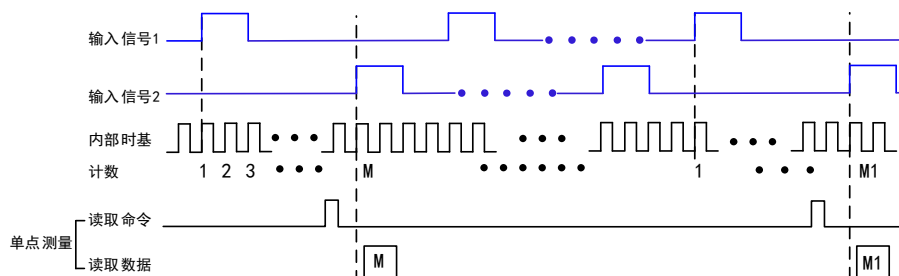 输入信号1
输入信号2
内部时基
计数 1 2 3 M 1 M1
读取命令
单点测量
读取数据 M M1